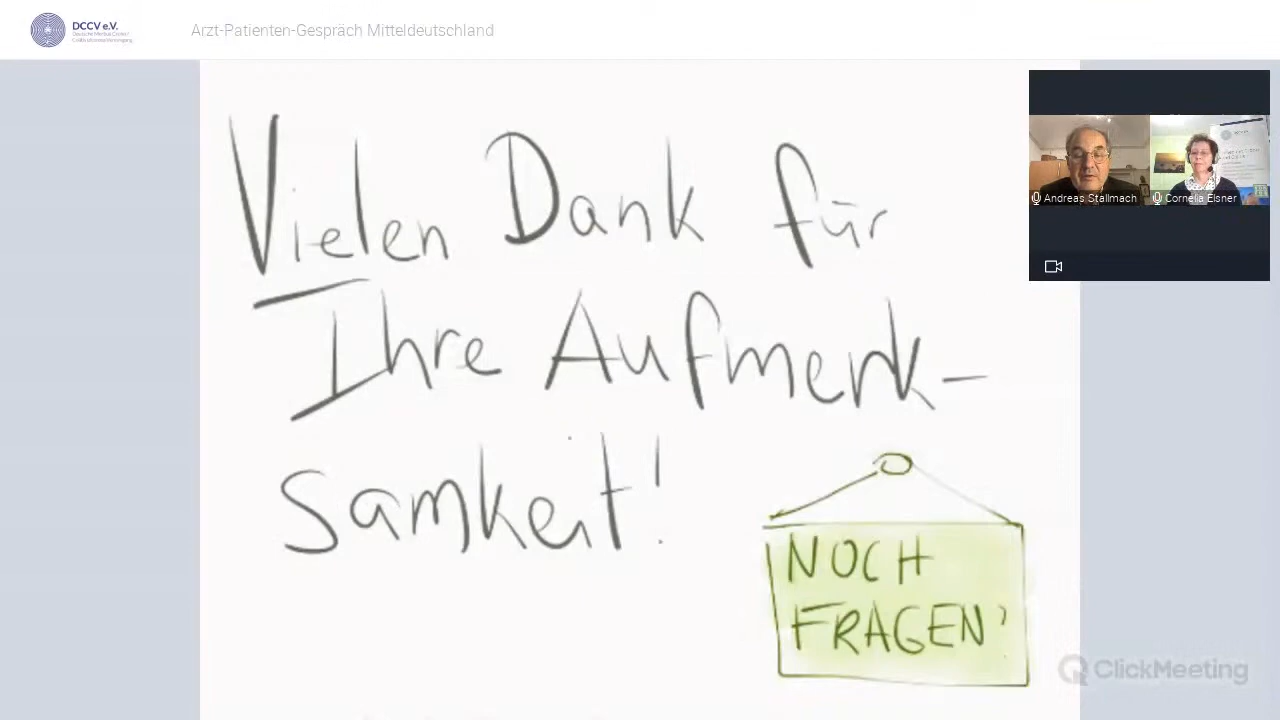 DCCV e.V.
Arzt-Patienten-Gespräch Mitteldeutschland
Vielen Dank für
Ihre Aufmerk-
samkeit!
Andreas Stallmach
Cornelia Elsner
NOCH
FRAGEN?
ClickMeeting